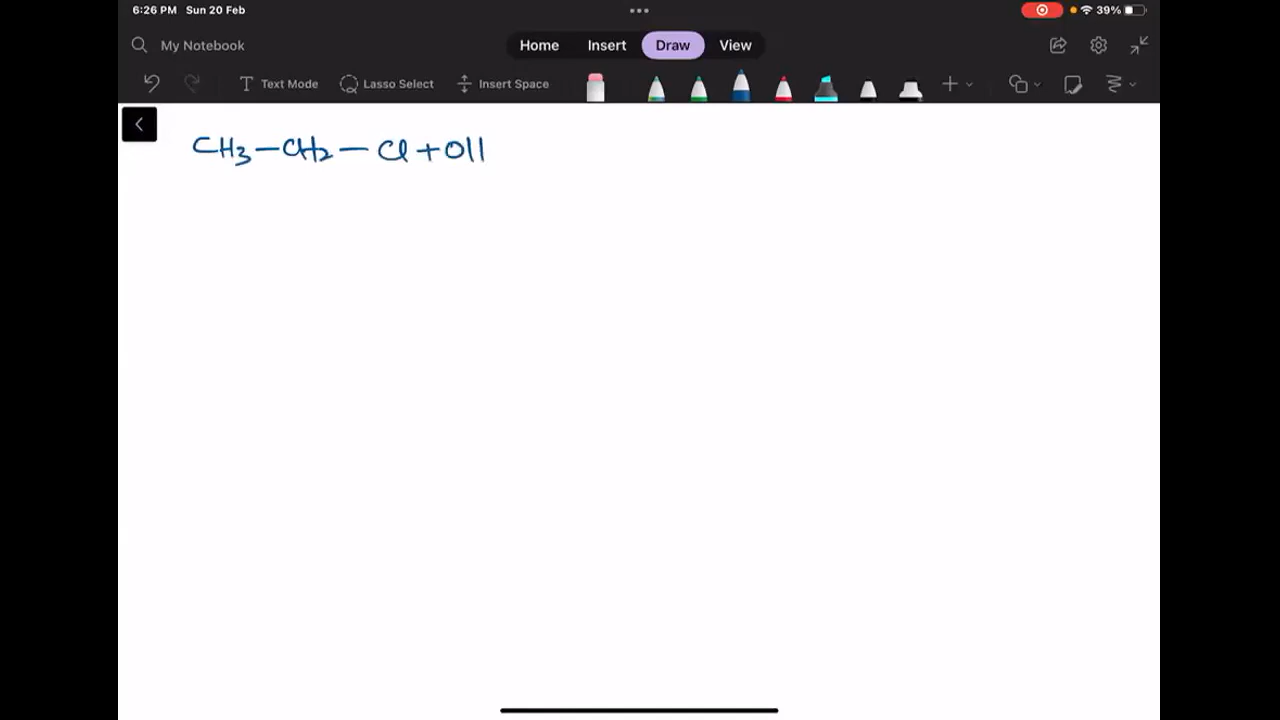 6:26 PM Sun 20 Feb 39%
My Notebook Home Insert Draw View
Text Mode Lasso Select Insert Space
CH3-CH2-Cl+Oll